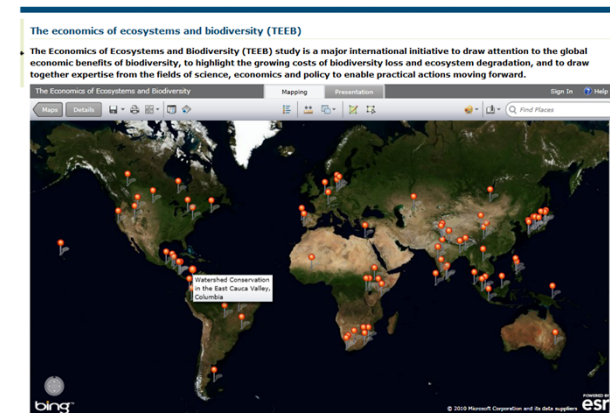 The economics of ecosystems and biodiversity (TEEB)
The Economics of Ecosystems and Biodiversity (TEEB) study is a major international initiative to draw attention to the global
economic benefits of biodiversity, to highlight the growing costs of biodiversity loss and ecosystem degradation, and to draw
together expertise from the fields of science, economics and policy to enable practical actions moving forward.
The Economics of Ecosystems and Biodiversity
Mapping
Presentation
Sign In
Help
Maps
Details
Find Places
Watershed Conservation
in the East Cauca Valley,
Columbia
bing
© 2010 Microsoft Corporation and its data suppliers
POWERED BY
esri